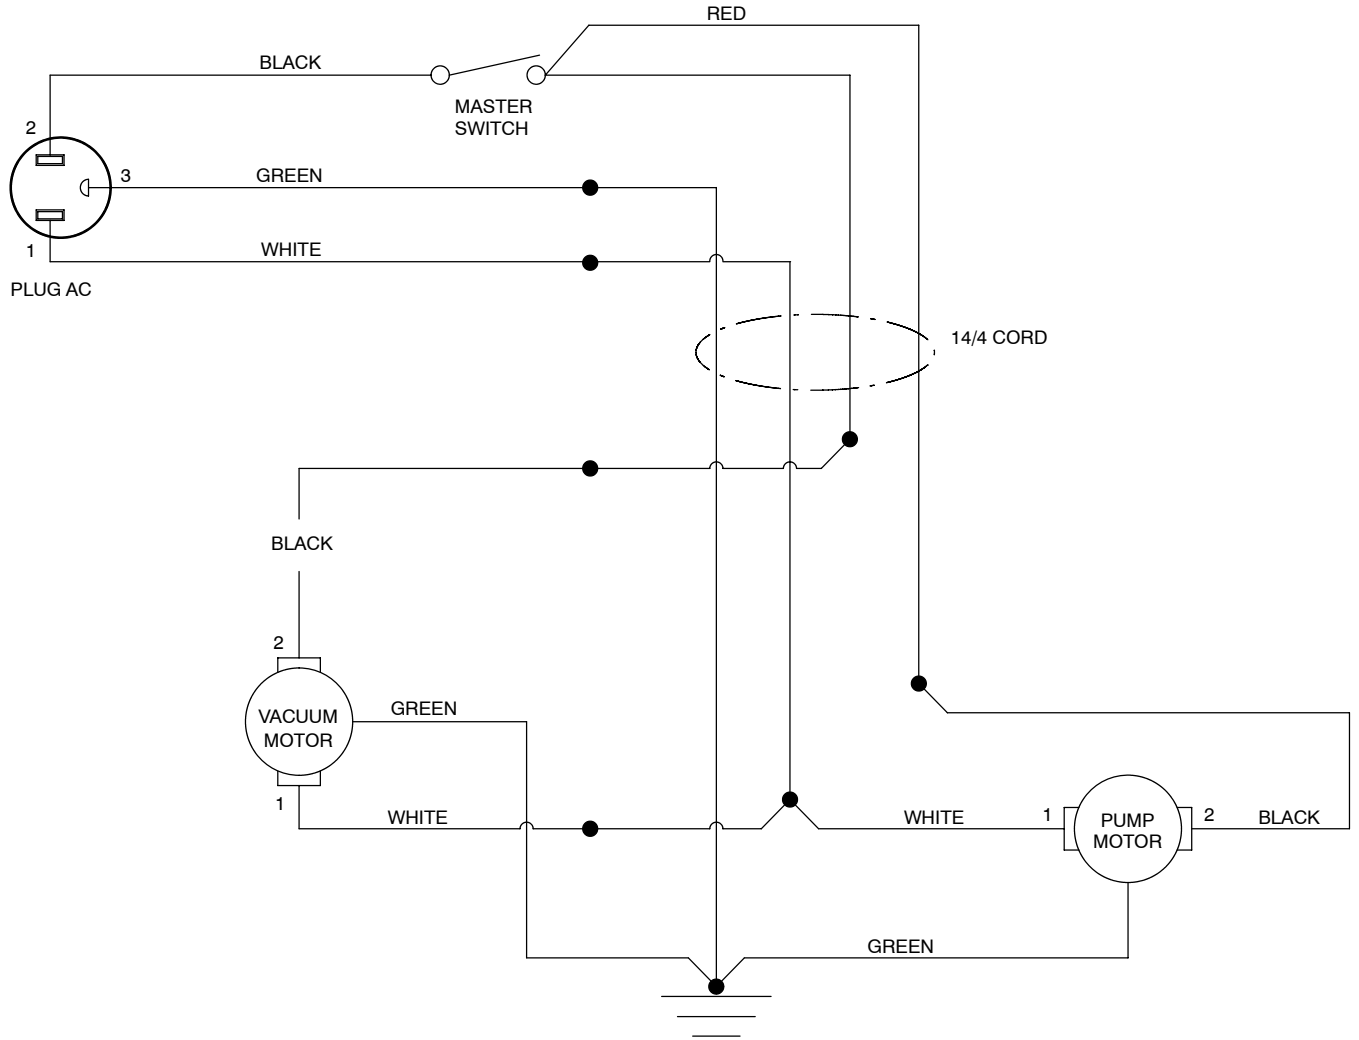 RED
BLACK
MASTER
SWITCH
2
3
GREEN
1
WHITE
PLUG AC
14/4 CORD
BLACK
2
VACUUM
MOTOR
GREEN
1
WHITE
WHITE
1
PUMP
MOTOR
2
BLACK
GREEN